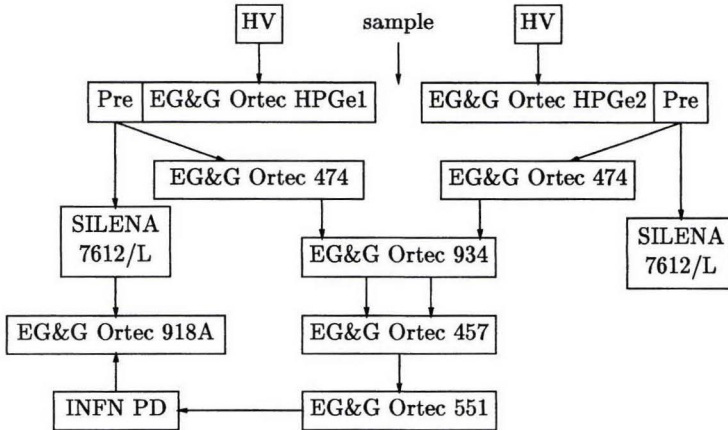 HV
sample
HV
Pre
EG&G Ortec HPGe1
EG&G Ortec HPGe2
Pre
EG&G Ortec 474
EG&G Ortec 474
SILENA
7612/L
SILENA
7612/L
EG&G Ortec 934
EG&G Ortec 918A
EG&G Ortec 457
INFN PD
EG&G Ortec 551